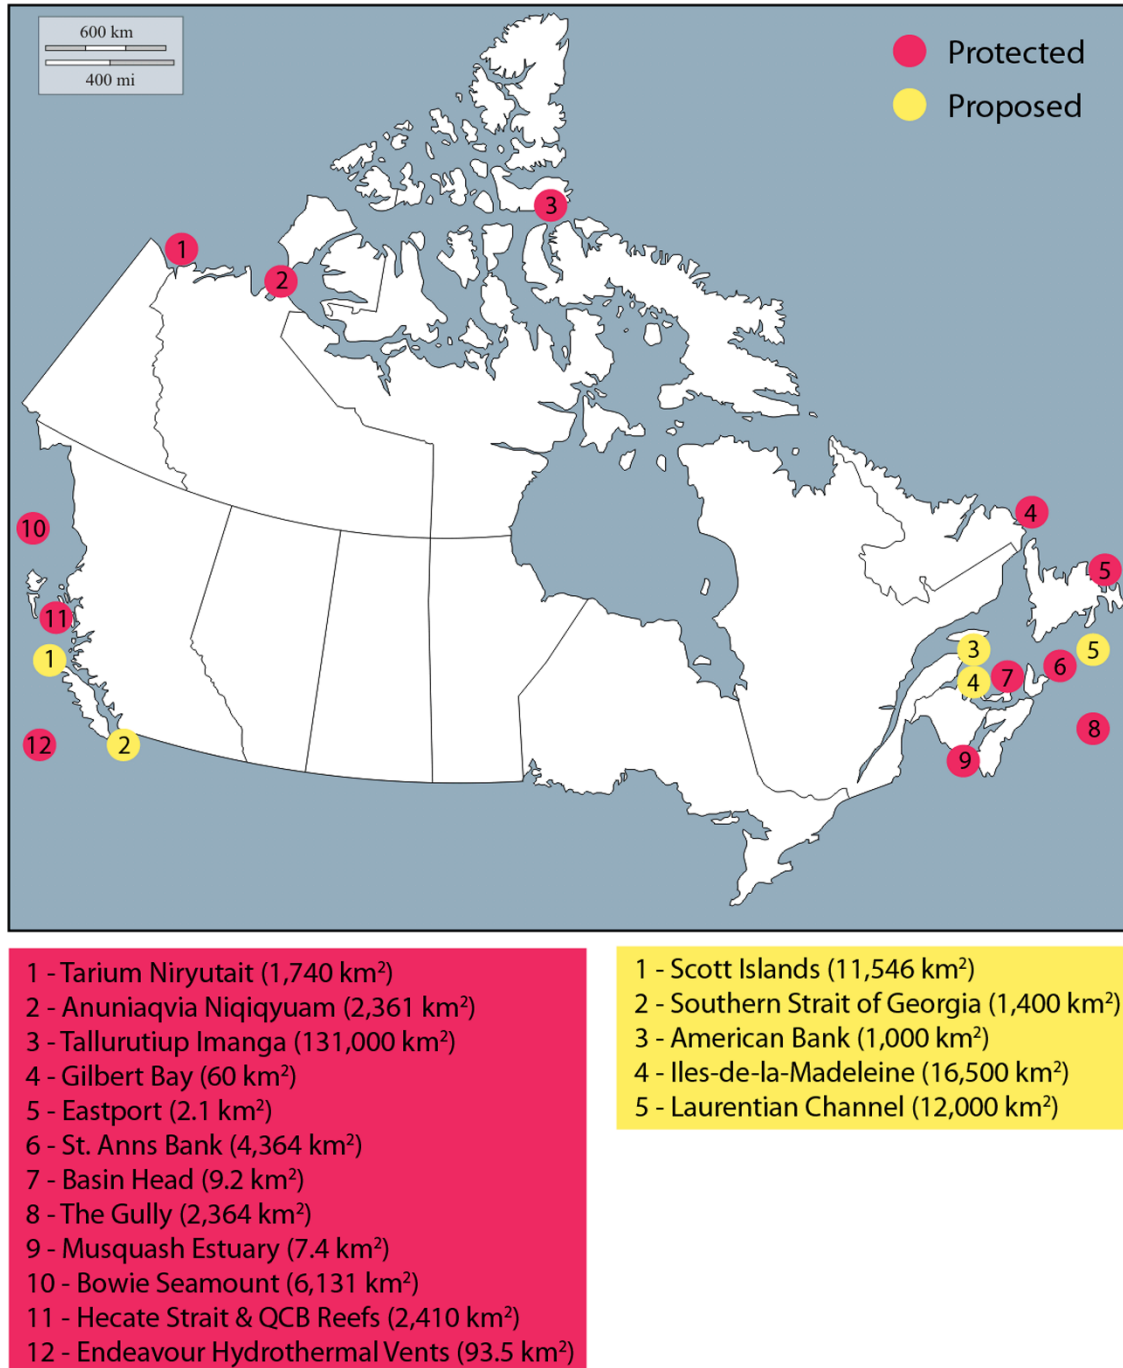 600 km
400 mi
Protected
Proposed
3
1
2
10
11
1
12
2
4
5
3
5
6
7
4
8
9
1 - Tarium Niryutait (1,740 km²)
2 - Anuniaqvia Niqiqyuam (2,361 km²)
3 - Tallurutiup Imanga (131,000 km²)
4 - Gilbert Bay (60 km²)
5 - Eastport (2.1 km²)
6 - St. Anns Bank (4,364 km²)
7 - Basin Head (9.2 km²)
8 - The Gully (2,364 km²)
9 - Musquash Estuary (7.4 km²)
10 - Bowie Seamount (6,131 km²)
11 - Hecate Strait & QCB Reefs (2,410 km²)
12 - Endeavour Hydrothermal Vents (93.5 km²)
1 - Scott Islands (11,546 km²)
2 - Southern Strait of Georgia (1,400 km²)
3 - American Bank (1,000 km²)
4 - Iles-de-la-Madeleine (16,500 km²)
5 - Laurentian Channel (12,000 km²)